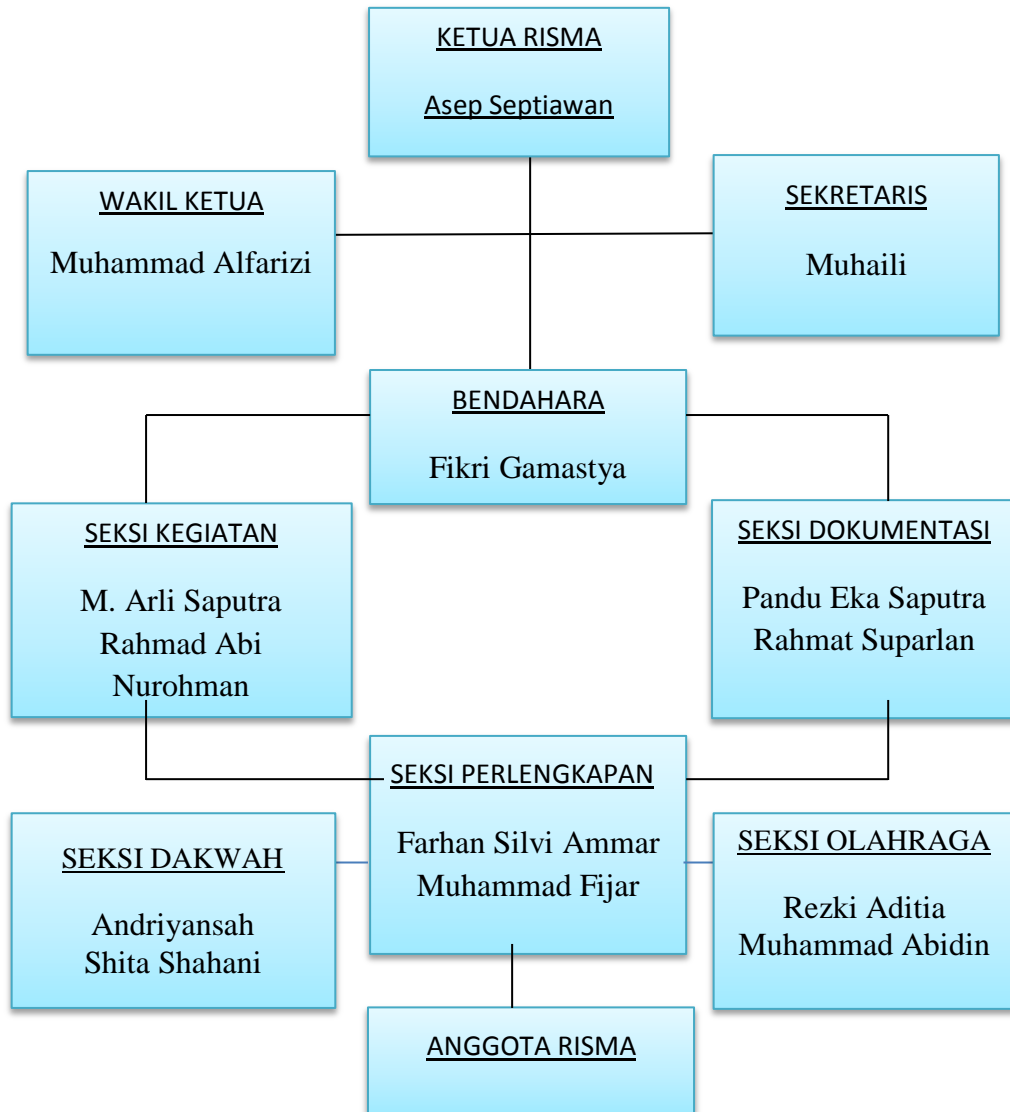 KETUA RISMA
Asep Septiawan
WAKIL KETUA
Muhammad Alfarizi
SEKRETARIS
Muhaili
BENDAHARA
Fikri Gamastya
SEKSI KEGIATAN
M. Arli Saputra
Rahmad Abi
Nurohman
SEKSI DOKUMENTASI
Pandu Eka Saputra
Rahmat Suparlan
SEKSI PERLENGKAPAN
Farhan Silvi Ammar
Muhammad Fijar
SEKSI DAKWAH
Andriyansah
Shita Shahani
SEKSI OLAHRAGA
Rezki Aditia
Muhammad Abidin
ANGGOTA RISMA